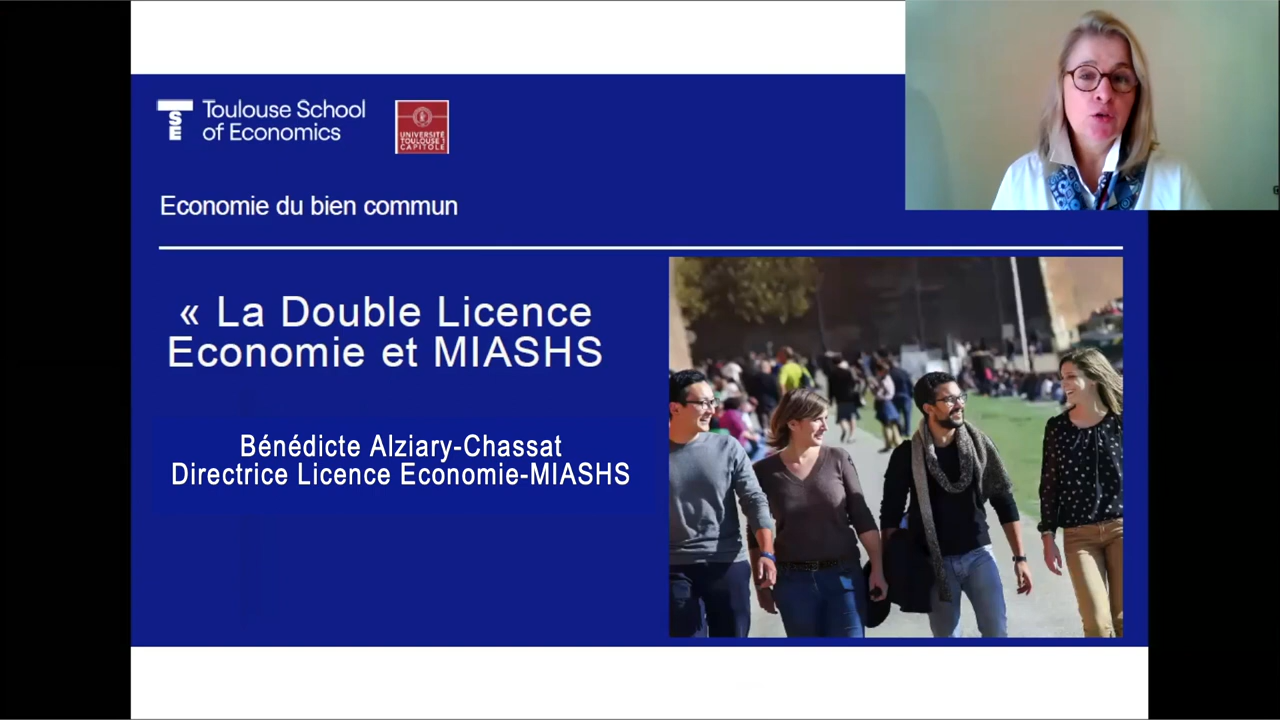 TSE
Toulouse School
of Economics
UNIVERSITÉ
TOULOUSE 1
CAPITOLE
Economie du bien commun
« La Double Licence
Economie et MIASHS
Bénédicte Alziary-Chassat
Directrice Licence Economie-MIASHS